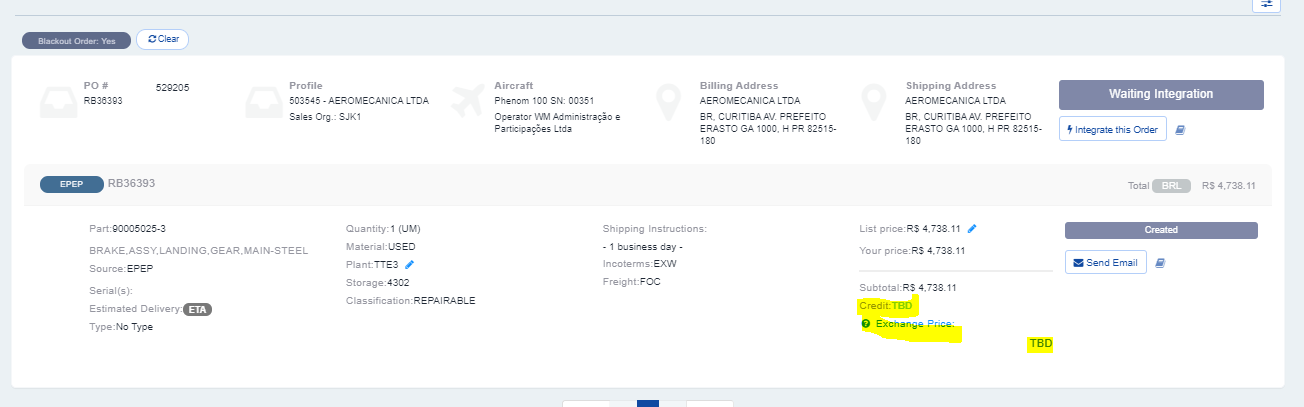 Blackout Order: Yes
Clear
PO #
RB36393
529205
Profile
503545 - AEROMECANICA LTDA
Sales Org.: SJK1
Aircraft
Phenom 100 SN: 00351
Operator WM Administração e
Participações Ltda
Billing Address
AEROMECANICA LTDA
BR, CURITIBA AV. PREFEITO
ERASTO GA 1000, H PR 82515-
180
Shipping Address
AEROMECANICA LTDA
BR, CURITIBA AV. PREFEITO
ERASTO GA 1000, H PR 82515-
180
Waiting Integration
Integrate this Order
EPEP RB36393
Total BRL R$ 4,738.11
Part:90005025-3
BRAKE,ASSY,LANDING,GEAR,MAIN-STEEL
Source:EPEP
Serial(s):
Estimated Delivery:ETA
Type:No Type
Quantity:1 (UM)
Material:USED
Plant:TTE3
Storage:4302
Classification:REPAIRABLE
Shipping Instructions:
- 1 business day -
Incoterms:EXW
Freight:FOC
List price:R$ 4,738.11
Your price:R$ 4,738.11
Subtotal:R$ 4,738.11
Credit:TBD
Exchange Price:
TBD
Created
Send Email